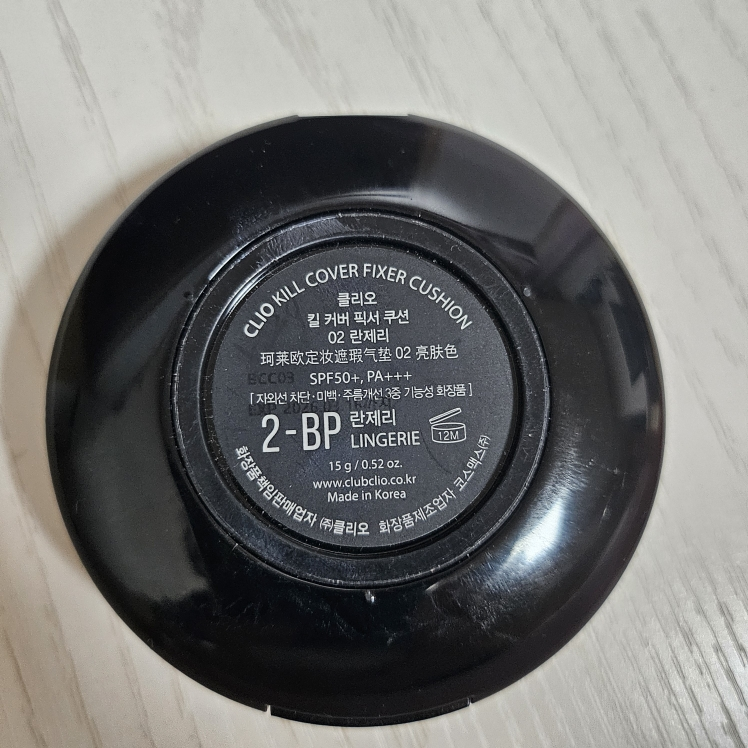 CLIO KILL COVER FIXER CUSHION
클리오
킬 커버 픽서 쿠션
02 란제리
珂莱欧定妆遮瑕气垫 02 亮肤色
BCC03
SPF50+, PA+++
[ 자외선 차단 · 미백 · 주름개선 3중 기능성 화장품 ]
2-BP 란제리
LINGERIE
12M
15 g / 0.52 oz.
www.clubclio.co.kr
Made in Korea
화장품책임판매업자 ㈜클리오 화장품제조업자 코스맥스㈜